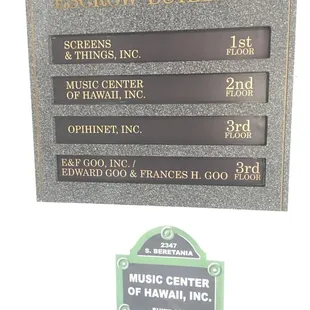 SCREENS
& THINGS, INC.
1st
FLOOR
MUSIC CENTER
OF HAWAII, INC.
2nd
FLOOR
OPIHINET, INC.
3rd
FLOOR
E&F GOO, INC. /
EDWARD GOO & FRANCES H. GOO
3rd
FLOOR
2347
S. BERETANIA
MUSIC CENTER
OF HAWAII, INC.